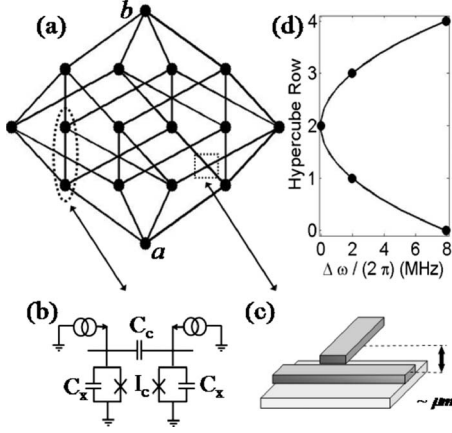 (a)
b
a
(d)
Hypercube Row
4
3
2
1
0
0 2 4 6 8
Δ ω / (2 π) (MHz)
(b)
C_c
C_x I_c C_x
(c)
~ μm